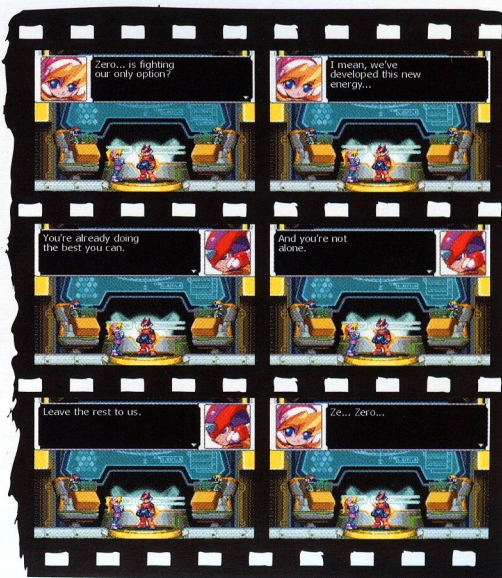 Zero... is fighting
our only option?
I mean, we've
developed this new
energy...
You're already doing
the best you can.
And you're not
alone.
Leave the rest to us.
Ze... Zero...